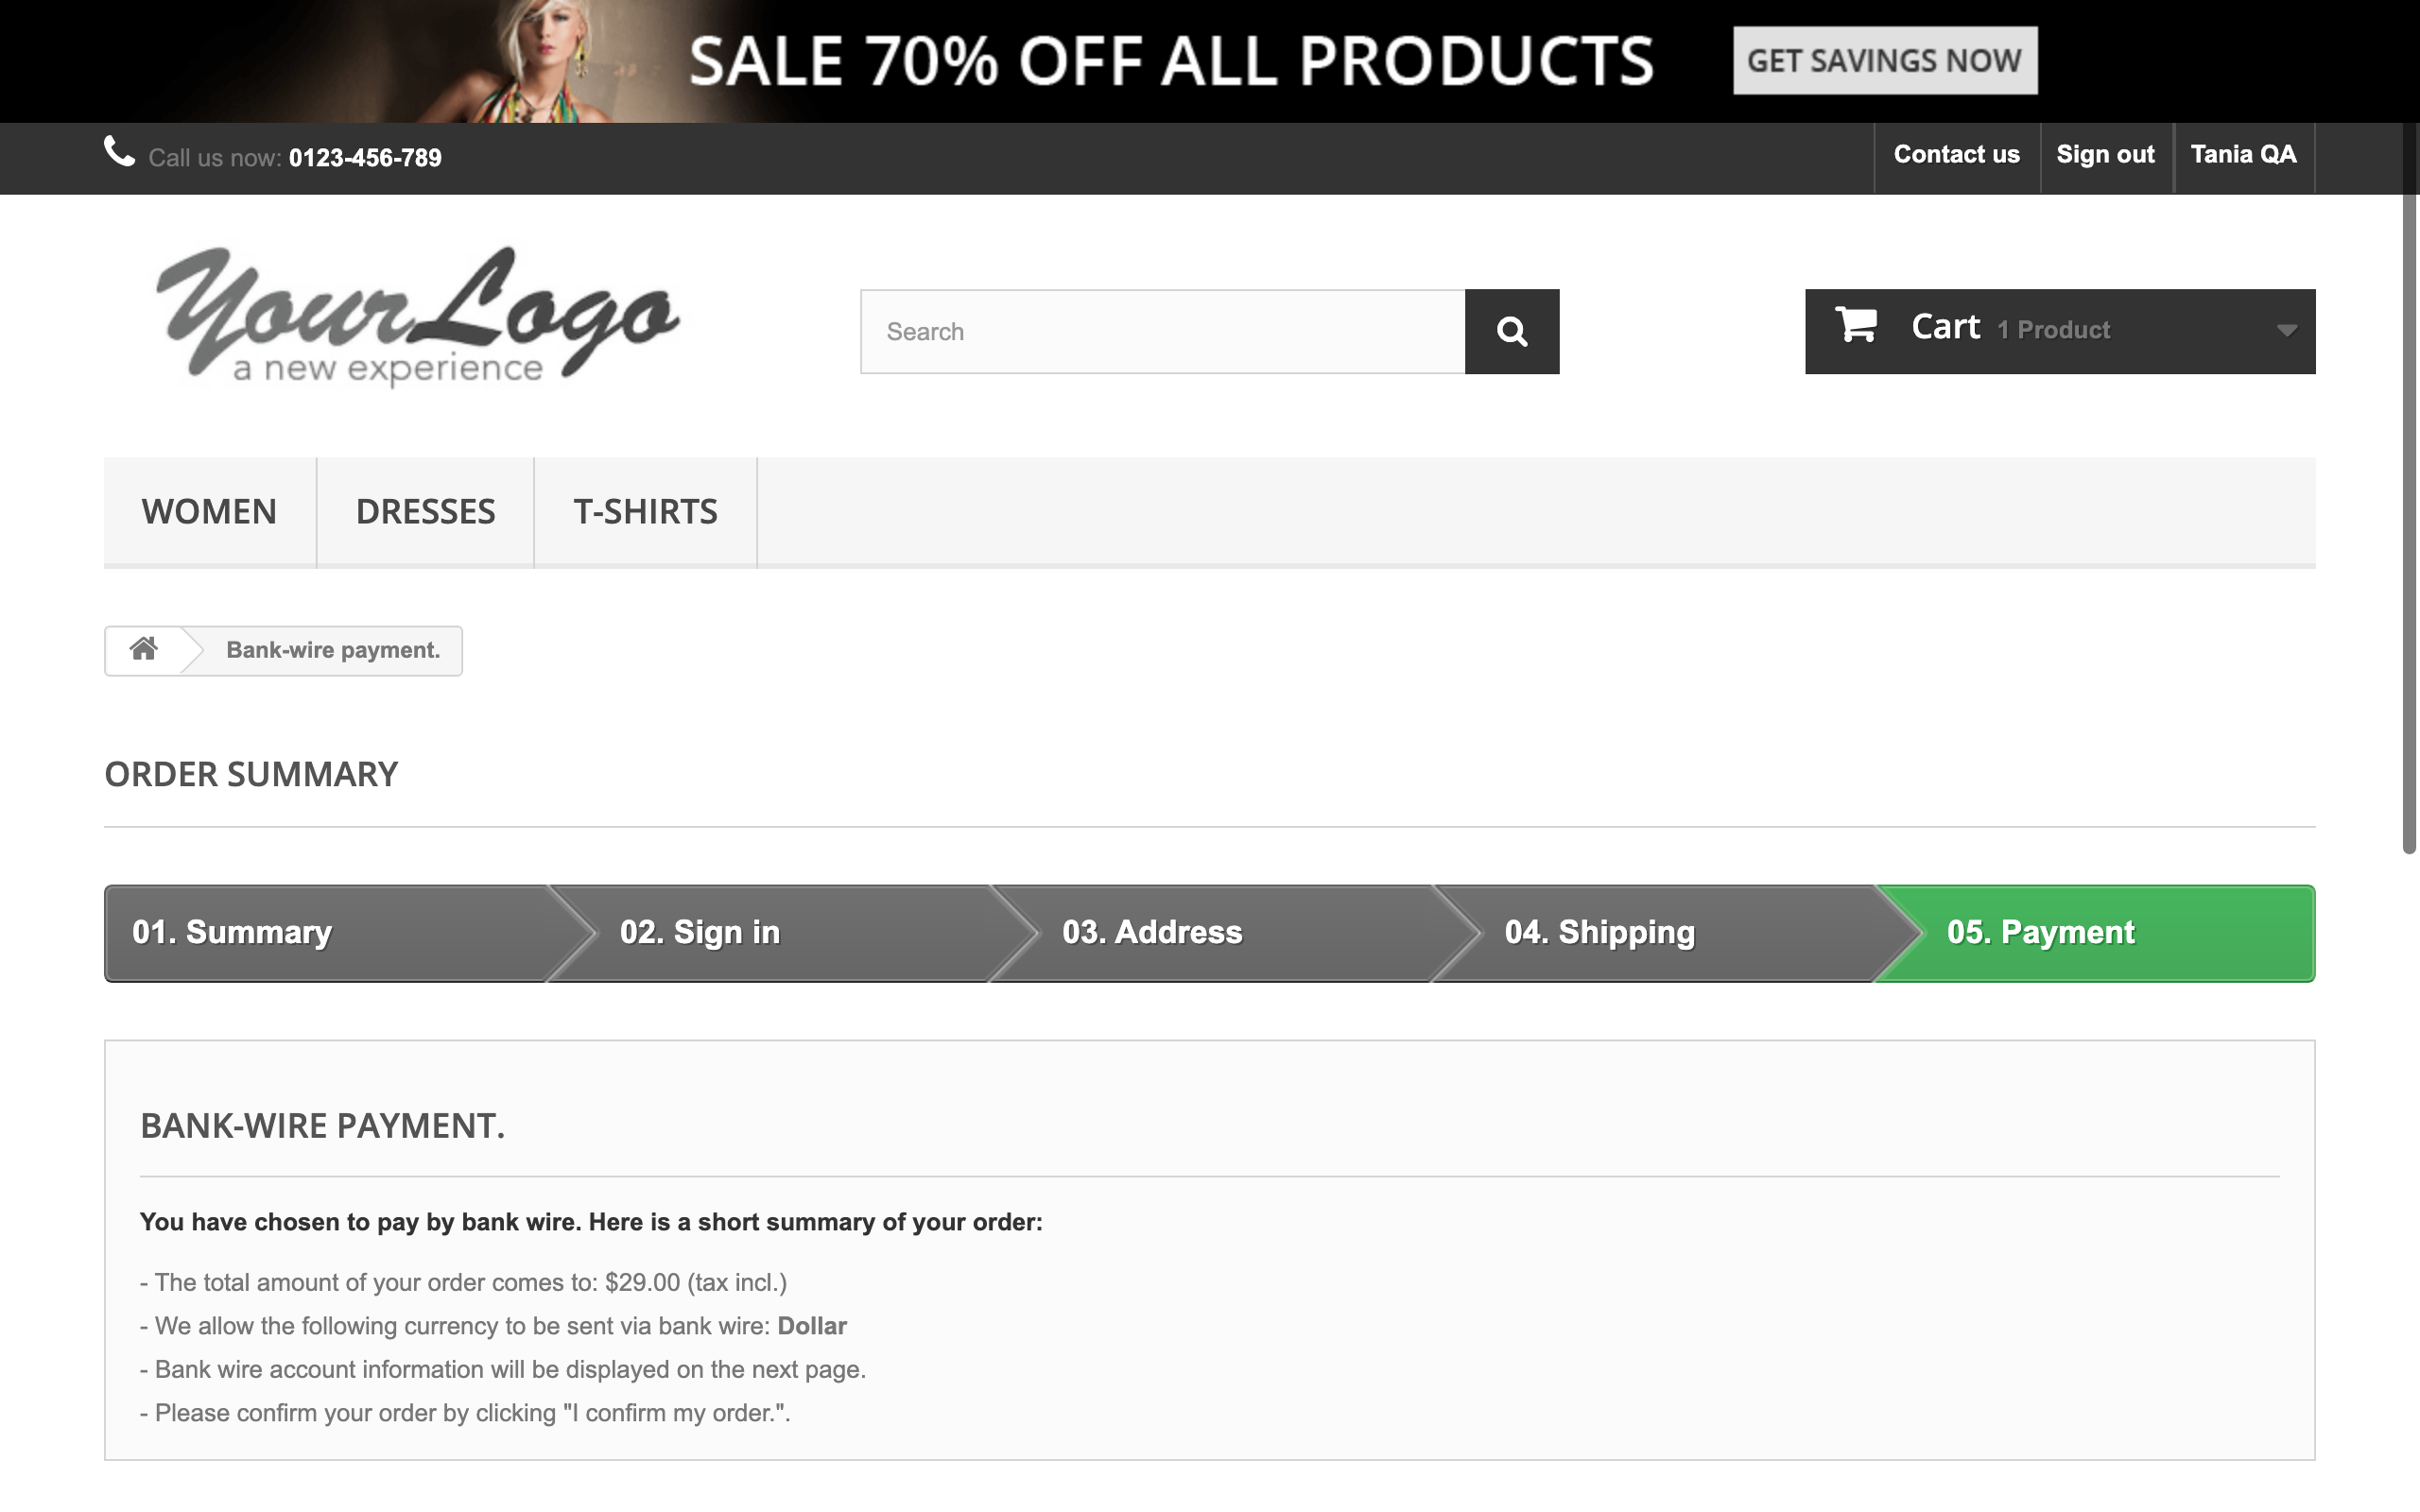 SALE 70% OFF ALL PRODUCTS GET SAVINGS NOW
Call us now: 0123-456-789 Contact us Sign out Tania QA
YourLogo
a new experience
Search
Cart 1 Product
WOMEN DRESSES T-SHIRTS
Bank-wire payment.
ORDER SUMMARY
01. Summary 02. Sign in 03. Address 04. Shipping 05. Payment
BANK-WIRE PAYMENT.
You have chosen to pay by bank wire. Here is a short summary of your order:
- The total amount of your order comes to: $29.00 (tax incl.)
- We allow the following currency to be sent via bank wire: Dollar
- Bank wire account information will be displayed on the next page.
- Please confirm your order by clicking "I confirm my order.".